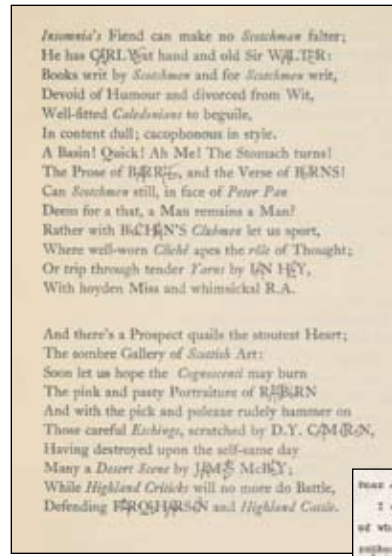 Insomnia's Fiend can make no Scotchman falter;
He has CARLYLE at hand and old Sir WALTER:
Books writ by Scotchmen and for Scotchmen writ,
Devoid of Humour and divorced from Wit,
Well-fitted Caledonians to beguile,
In content dull; cacophonous in style.
A Basin! Quick! Ah Me! The Stomach turns!
The Prose of BARRIE, and the Verse of BURNS!
Can Scotchmen still, in face of Peter Pan
Deem for a that, a Man remains a Man?
Rather with BUCHAN'S Clubmen let us sport,
Where well-worn Cliché apes the rôle of Thought;
Or trip through tender Yarns by IAN HAY,
With hoyden Miss and whimsickal R.A.
And there's a Prospect quails the stoutest Heart;
The sombre Gallery of Scottish Art:
Soon let us hope the Cognoscenti may burn
The pink and pasty Portraiture of RAEBURN
And with the pick and poleaxe rudely hammer on
Those careful Etchings, scratched by D.Y. CAMERON,
Having destroyed upon the self-same day
Many a Desert Scene by JAMES McBEY;
While Highland Criticks will no more do Battle,
Defending FARQUHARSON and Highland Cattle.